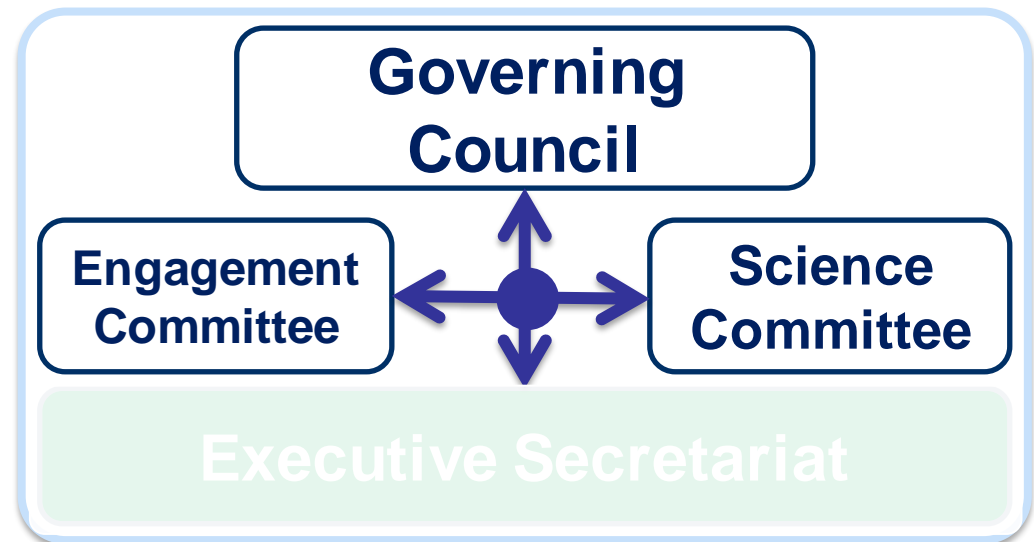 Governing
Council
Engagement
Committee
Science
Committee
Executive Secretariat